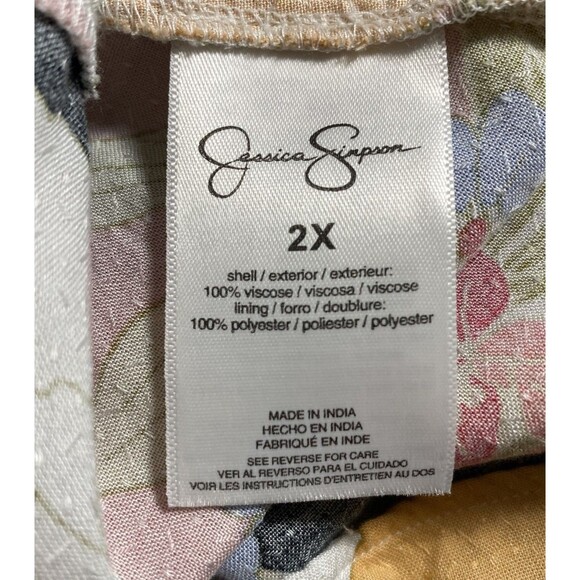 Jessica Simpson
2X
shell / exterior / exterieur:
100% viscose / viscosa / viscose
lining / forro / doublure:
100% polyester / poliester / polyester
MADE IN INDIA
HECHO EN INDIA
FABRIQUÉ EN INDE
SEE REVERSE FOR CARE
VER AL REVERSO PARA EL CUIDADO
VOIR LES INSTRUCTIONS D'ENTRETIEN AU DOS